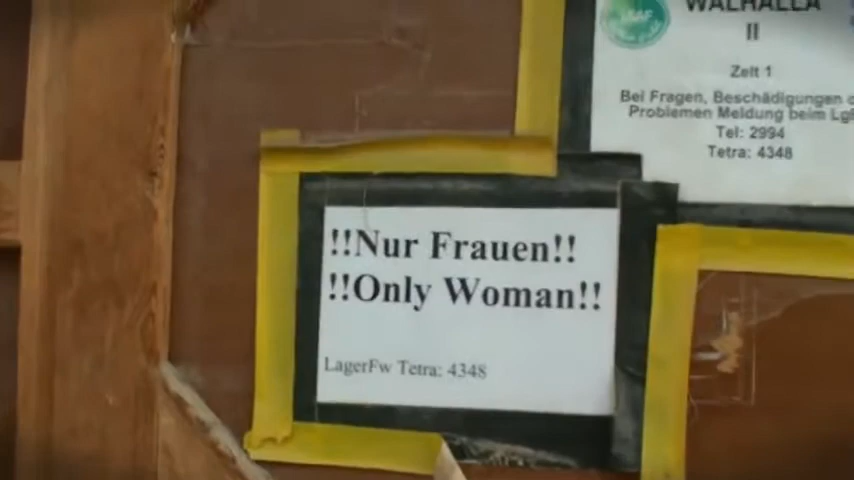 WALHALLA
II
Zelt 1
Bei Fragen, Beschädigungen
Problemen Meldung beim
Tel: 2994
Tetra: 4348
!!Nur Frauen!!
!!Only Woman!!
LagerFw Tetra: 4348